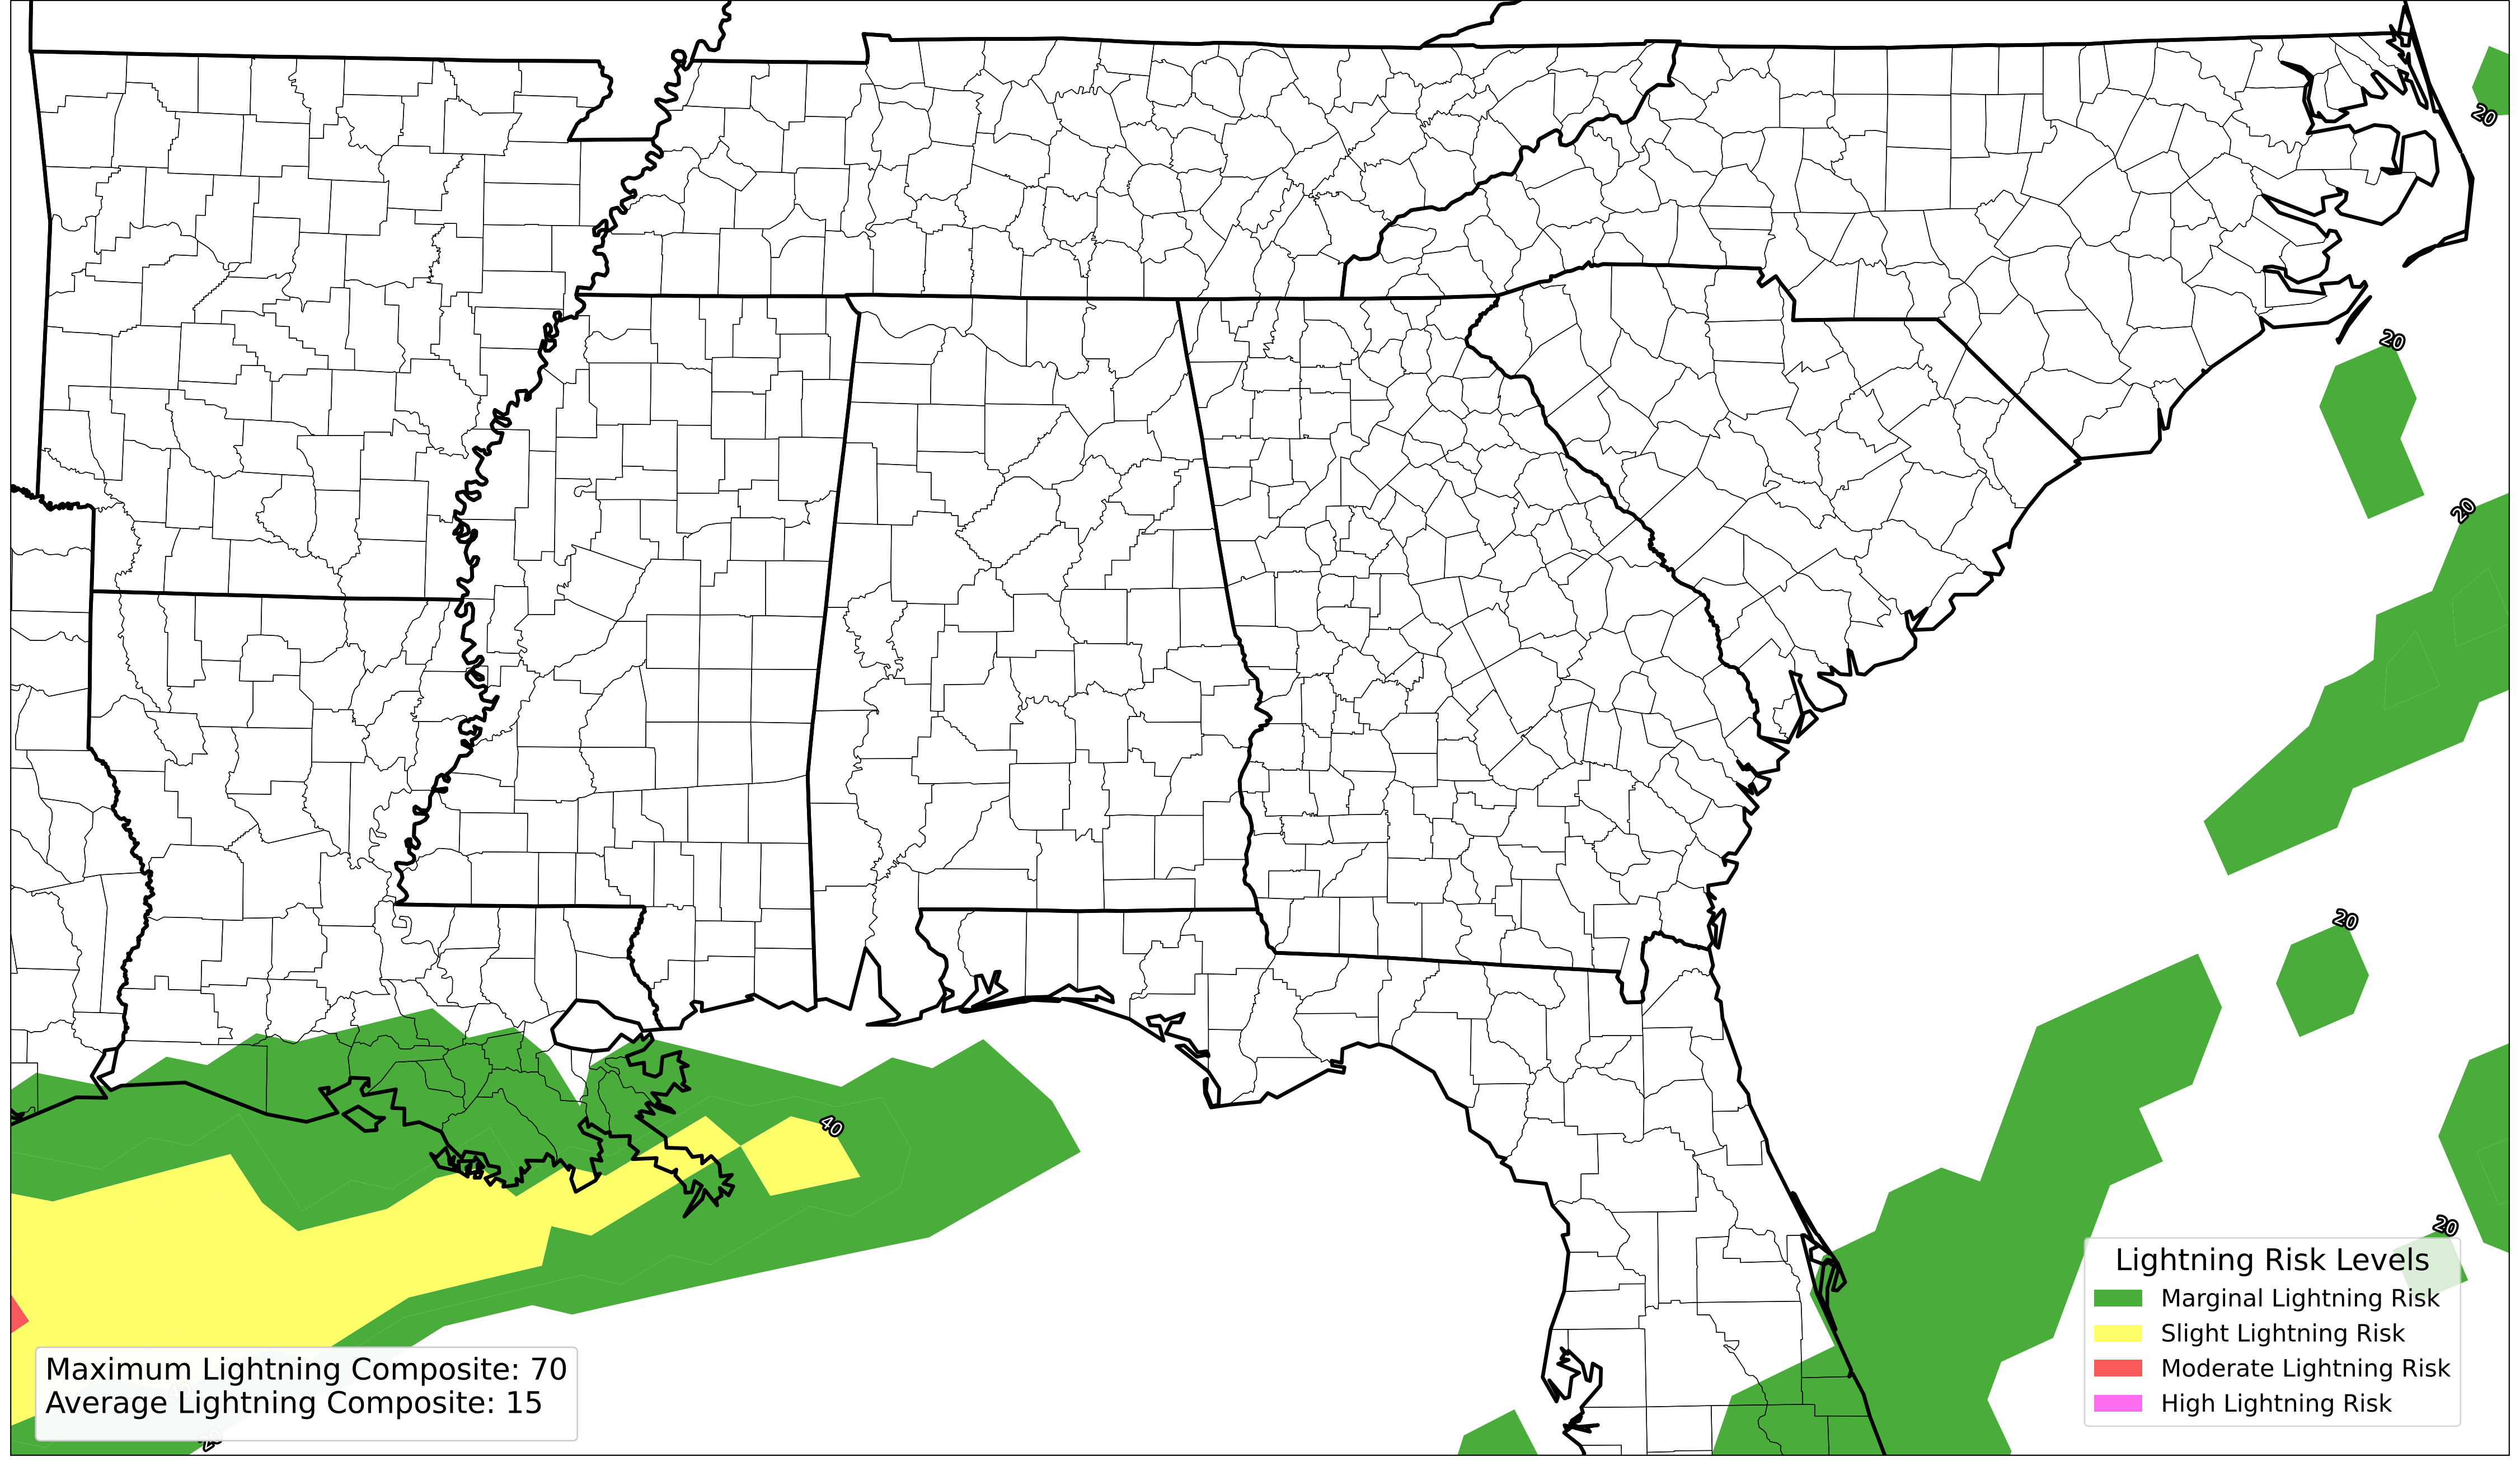 20
20
20
20
40
20
Lightning Risk Levels
Marginal Lightning Risk
Slight Lightning Risk
Moderate Lightning Risk
High Lightning Risk
Maximum Lightning Composite: 70
Average Lightning Composite: 15
20